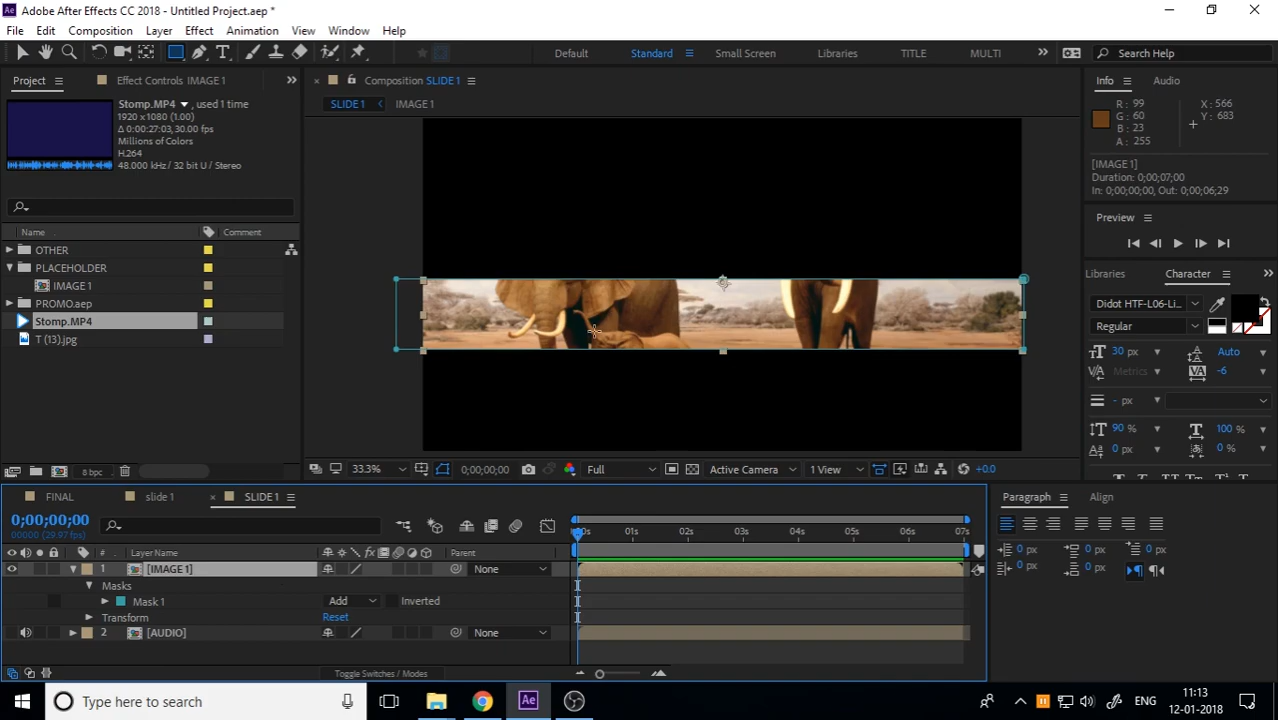 Adobe After Effects CC 2018 - Untitled Project.aep *
File Edit Composition Layer Effect Animation View Window Help
Default Standard Small Screen Libraries TITLE MULTI Search Help
Project Effect Controls IMAGE 1
Composition SLIDE 1
Info Audio
SLIDE 1 IMAGE 1
Stomp.MP4 , used 1 time
1920 x 1080 (1.00)
Δ 0:00:27:03, 30.00 fps
Millions of Colors
H.264
48.000 kHz / 32 bit U / Stereo
R : 99
G : 60
B : 23
A : 255
X : 566
Y : 683
[IMAGE 1]
Duration: 0;00;07;00
In: 0;00;00;00, Out: 0;00;06;29
Preview
Name Comment
OTHER
PLACEHOLDER
IMAGE 1
PROMO.aep
Stomp.MP4
T (13).jpg
Libraries Character
Didot HTF-L06-Li...
Regular
30 px Auto
Metrics -6
- px
90 % 100 %
0 px 0 %
8 bpc
33.3% 0;00;00;00 Full Active Camera 1 View +0.0
FINAL slide 1 SLIDE 1
Paragraph Align
0;00;00;00
00000 (29.97 fps)
01s 02s 03s 04s 05s 06s 07s
# Layer Name Parent
1 [IMAGE 1] None
Masks
Mask 1 Add Inverted
Transform Reset
2 [AUDIO] None
0 px 0 px 0 px
0 px 0 px
Toggle Switches / Modes
Type here to search
ENG
11:13
12-01-2018